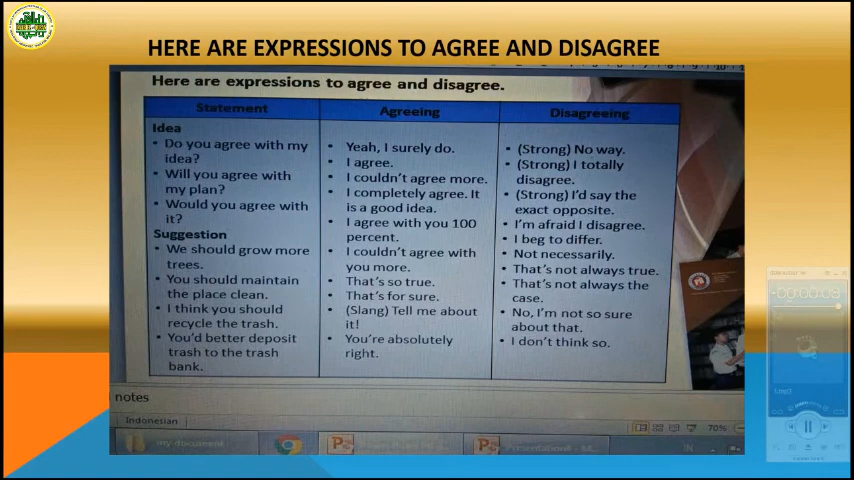 HERE ARE EXPRESSIONS TO AGREE AND DISAGREE
Here are expressions to agree and disagree.
Statement
Idea
• Do you agree with my
idea?
• Will you agree with
my plan?
• Would you agree with
it?
Suggestion
• We should grow more
trees.
• You should maintain
the place clean.
• I think you should
recycle the trash.
• You'd better deposit
trash to the trash
bank.
Agreeing
• Yeah, I surely do.
• I agree.
• I couldn't agree more.
• I completely agree. It
is a good idea.
• I agree with you 100
percent.
• I couldn't agree with
you more.
• That's so true.
• That's for sure.
• (Slang) Tell me about
it!
• You're absolutely
right.
Disagreeing
• (Strong) No way.
• (Strong) I totally
disagree.
• (Strong) I'd say the
exact opposite.
• I'm afraid I disagree.
• I beg to differ.
• Not necessarily.
• That's not always true.
• That's not always the
case.
• No, I'm not so sure
about that.
• I don't think so.
notes
Indonesian
70%
my document
IN
-00:00:03